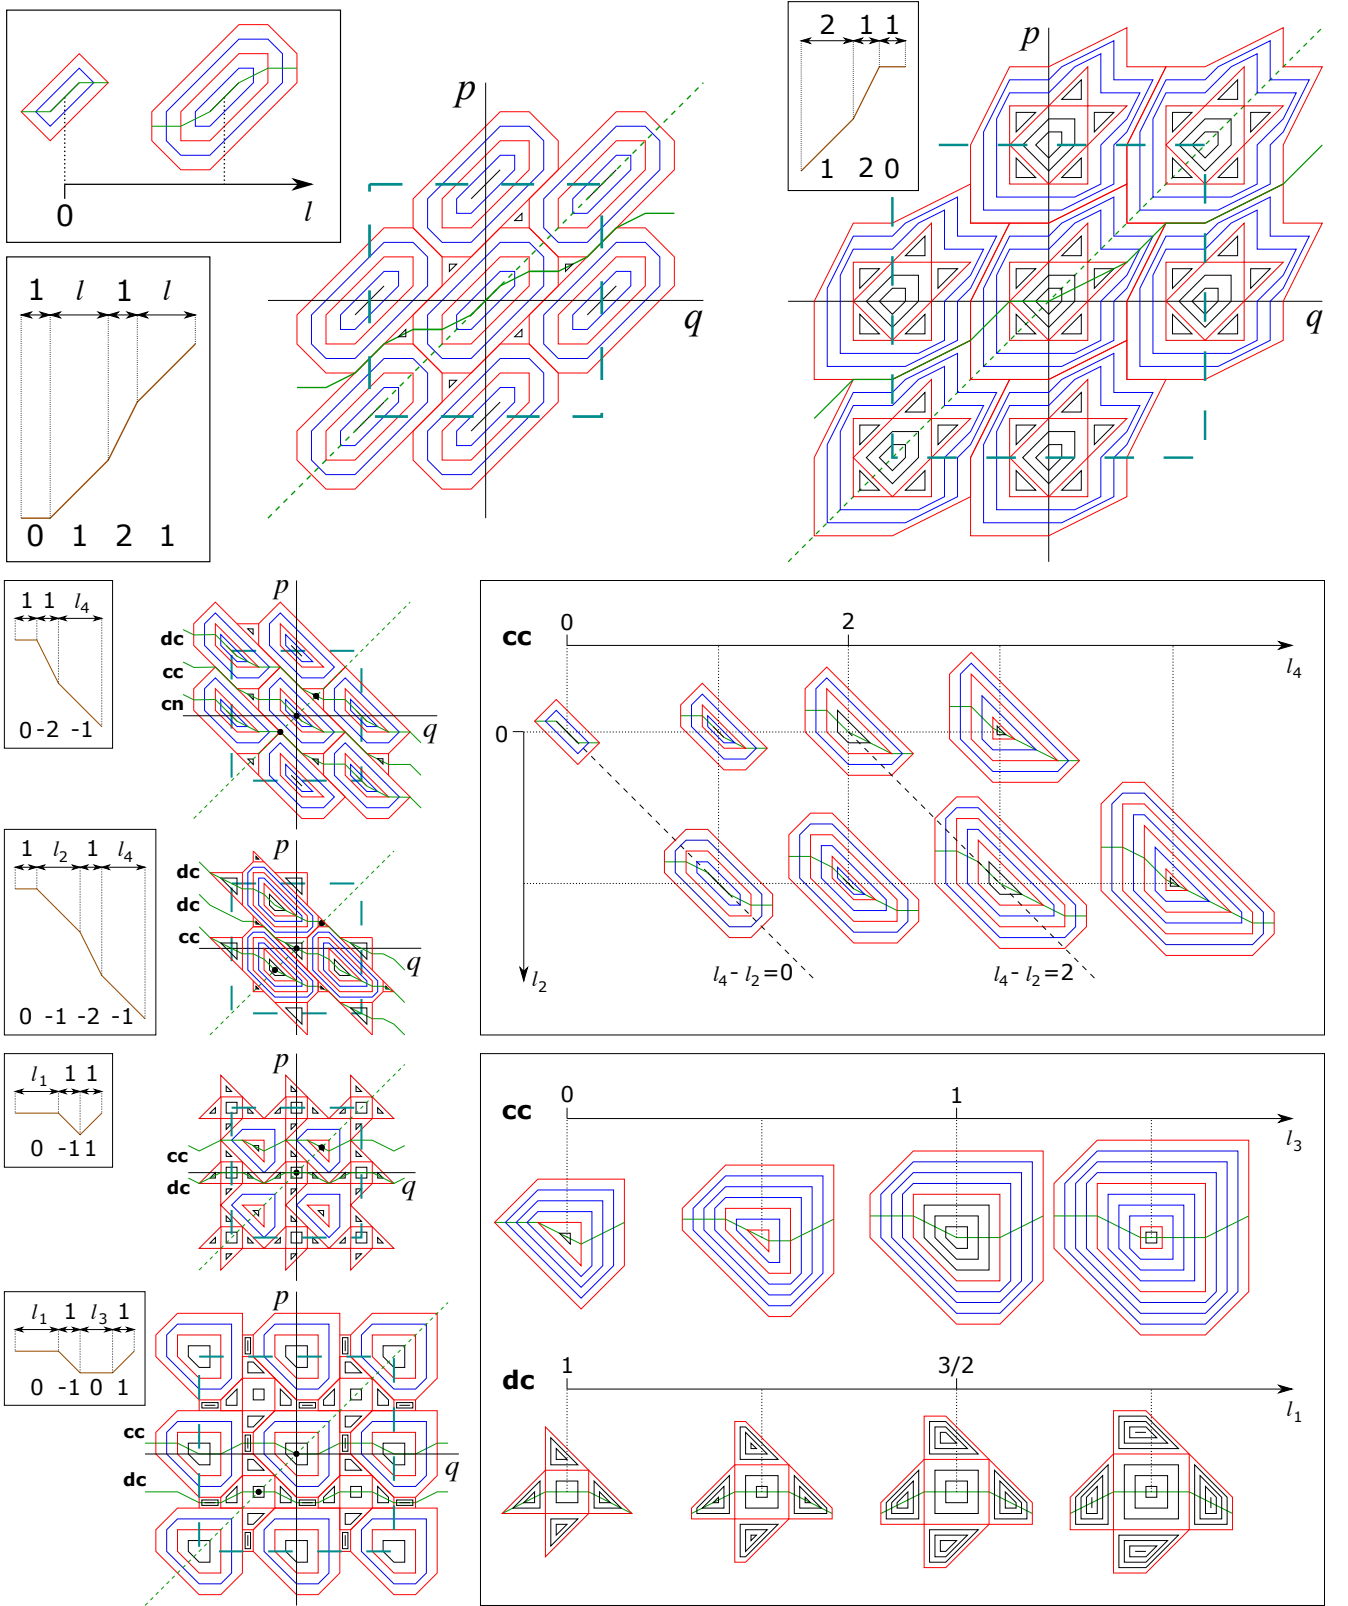 0
l
1 l 1 l
0 1 2 1
p
q
2 1 1
1 2 0
p
q
1 1 l₄
0 -2 -1
p
dc
cc
cn
q
1 l₂ 1 l₄
0 -1 -2 -1
p
dc
dc
cc
q
cc
0 2
l₄
0
l₂
l₄ - l₂ =0
l₄ - l₂ =2
l₁ 1 1
0 -1 1
p
cc
dc
q
l₁ 1 l₃ 1
0 -1 0 1
p
cc
dc
q
cc
0 1
l₃
dc
1 3/2
l₁